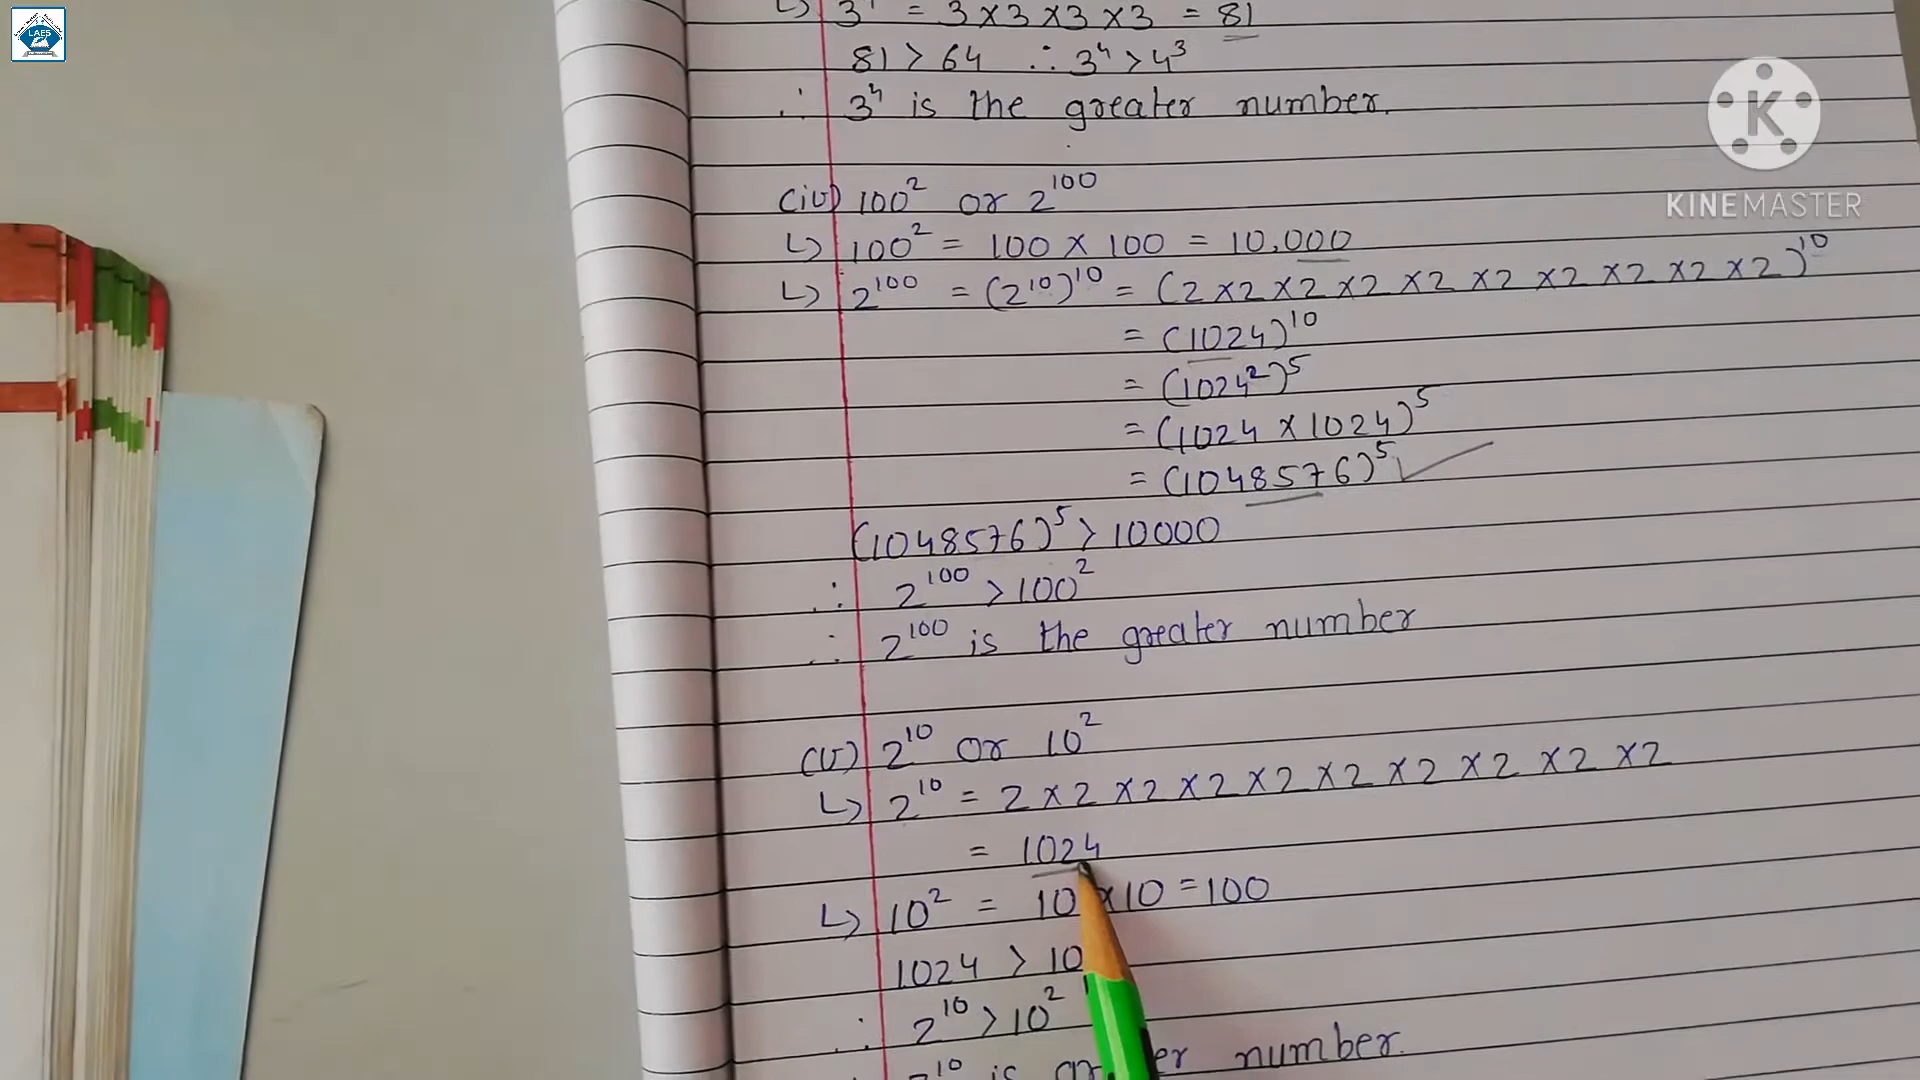 LAES
↳ 3⁴ = 3 × 3 × 3 × 3 = 81
81 > 64 ∴ 3⁴ > 4³
∴ 3⁴ is the greater number.
K
KINEMASTER
(iv) 100² or 2¹⁰⁰
↳ 100² = 100 × 100 = 10,000
↳ 2¹⁰⁰ = (2¹⁰)¹⁰ = (2 × 2 × 2 × 2 × 2 × 2 × 2 × 2 × 2 × 2)¹⁰
= (1024)¹⁰
= (1024²)⁵
= (1024 × 1024)⁵
= (1048576)⁵
(1048576)⁵ > 10000
∴ 2¹⁰⁰ > 100²
∴ 2¹⁰⁰ is the greater number
(v) 2¹⁰ or 10²
↳ 2¹⁰ = 2 × 2 × 2 × 2 × 2 × 2 × 2 × 2 × 2 × 2
= 1024
↳ 10² = 10 × 10 = 100
1024 > 10
∴ 2¹⁰ > 10²
¹⁰ is number.